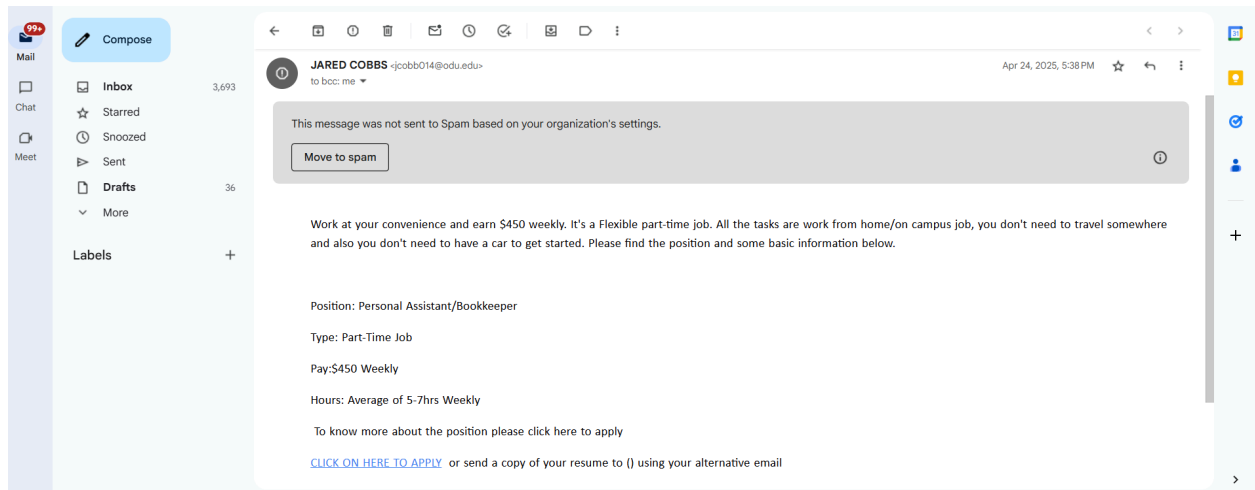 99+
Mail
Chat
Meet
Compose
Inbox 3,693
Starred
Snoozed
Sent
Drafts 36
More
Labels
JARED COBBS <jcobb014@odu.edu>
to bcc: me
Apr 24, 2025, 5:38 PM
This message was not sent to Spam based on your organization's settings.
Move to spam
Work at your convenience and earn $450 weekly. It's a Flexible part-time job. All the tasks are work from home/on campus job, you don't need to travel somewhere
and also you don't need to have a car to get started. Please find the position and some basic information below.
Position: Personal Assistant/Bookkeeper
Type: Part-Time Job
Pay:$450 Weekly
Hours: Average of 5-7hrs Weekly
To know more about the position please click here to apply
CLICK ON HERE TO APPLY or send a copy of your resume to () using your alternative email
31